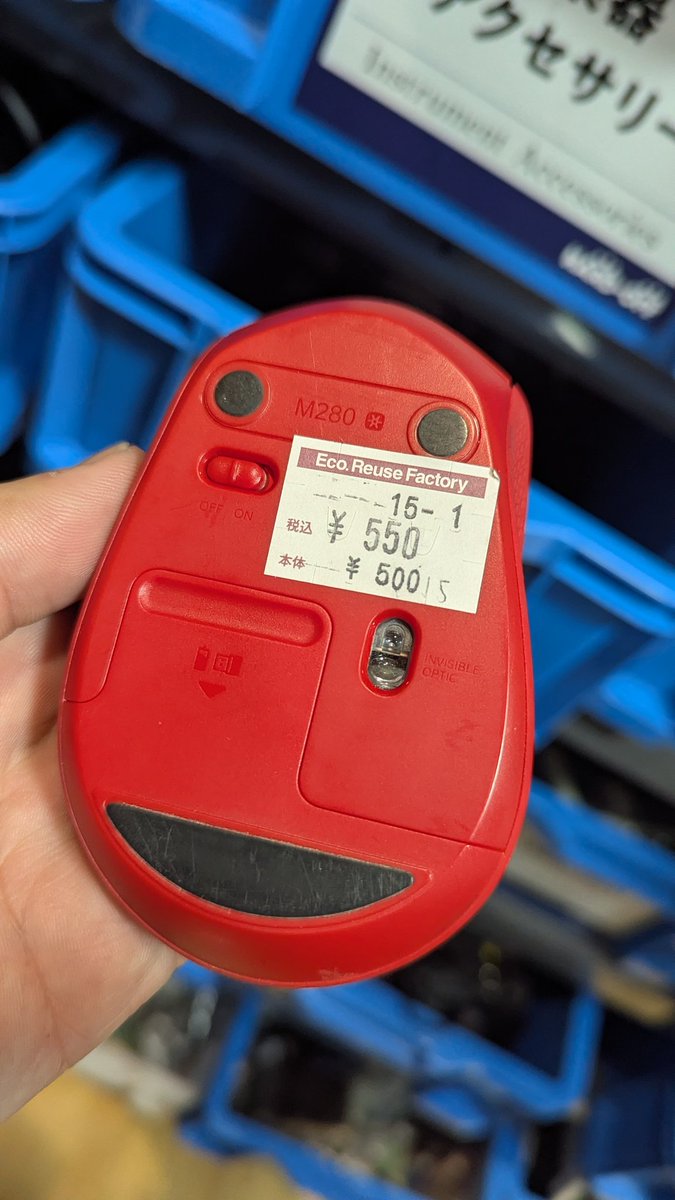 アクセサリー
Instrument Accessories
M280
OFF ON
Eco.Reuse Factory
15- 1
税込 ¥ 550
本体 ¥ 500 15
INVISIBLE
OPTIC